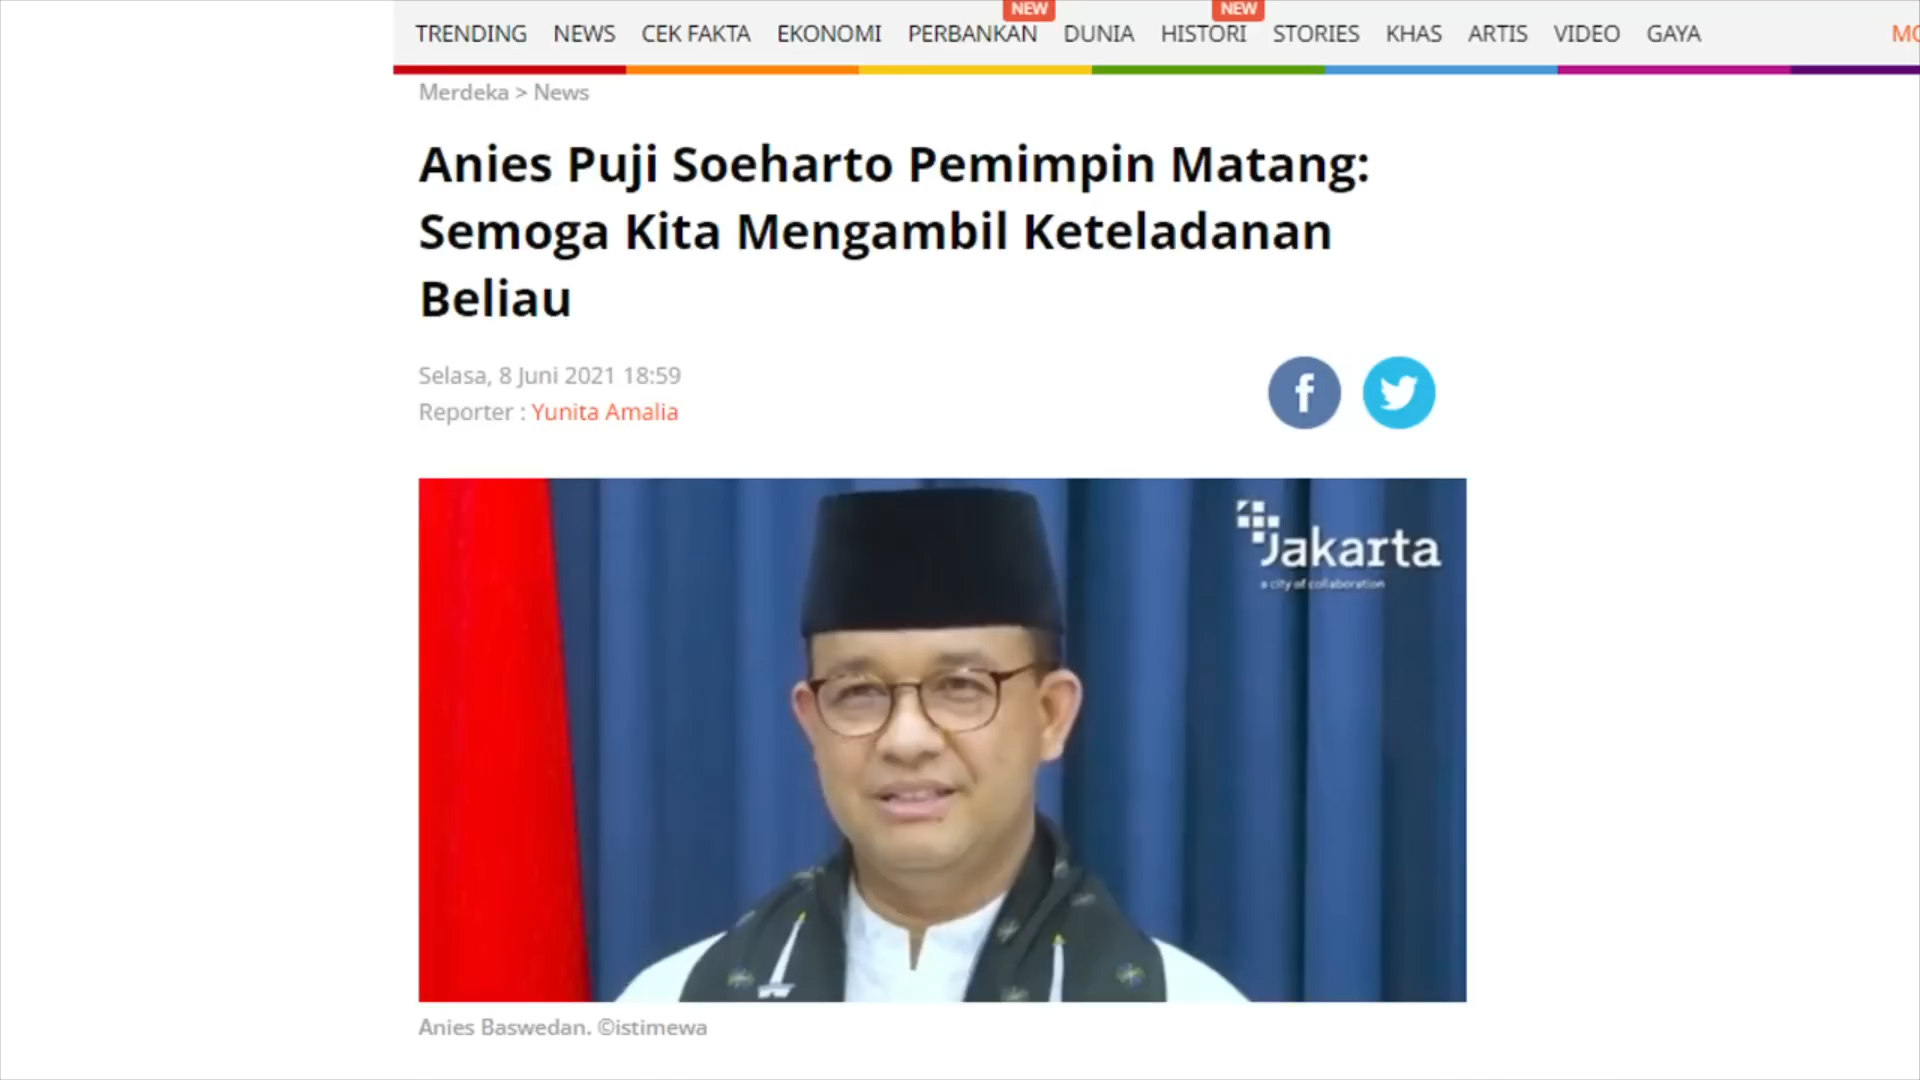 NEW NEW
TRENDING NEWS CEK FAKTA EKONOMI PERBANKAN DUNIA HISTORI STORIES KHAS ARTIS VIDEO GAYA
Merdeka > News
Anies Puji Soeharto Pemimpin Matang:
Semoga Kita Mengambil Keteladanan
Beliau
Selasa, 8 Juni 2021 18:59
Reporter : Yunita Amalia
f
Jakarta
a city of collaboration
Anies Baswedan. ©istimewa